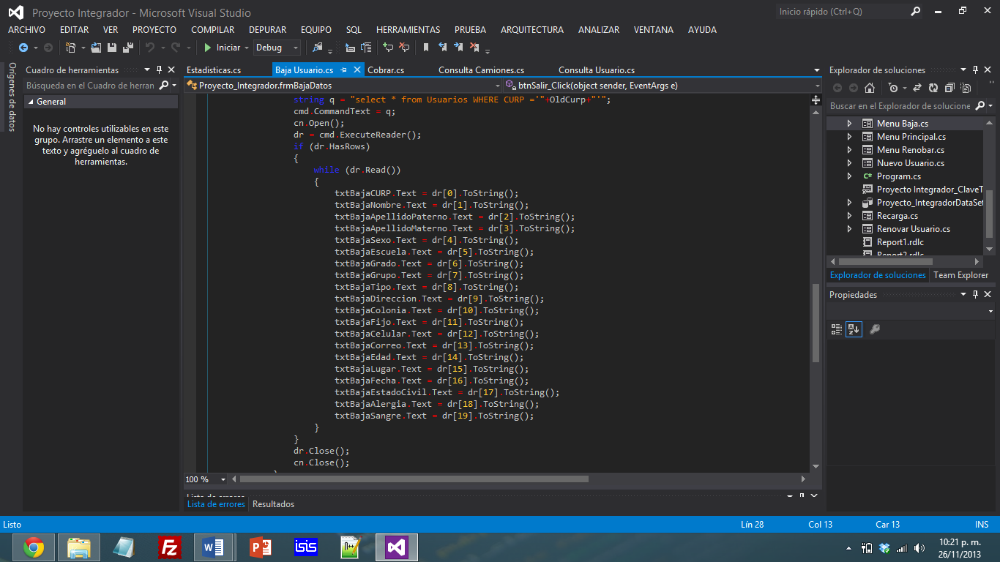 Proyecto Integrador - Microsoft Visual Studio
Inicio rápido (Ctrl+Q)
ARCHIVO EDITAR VER PROYECTO COMPILAR DEPURAR EQUIPO SQL HERRAMIENTAS PRUEBA ARQUITECTURA ANALIZAR VENTANA AYUDA
Iniciar Debug
Orígenes de datos
Cuadro de herramientas
Búsqueda en el Cuadro de herran
General
No hay controles utilizables en este
grupo. Arrastre un elemento a este
texto y agréguelo al cuadro de
herramientas.
Estadisticas.cs Baja Usuario.cs Cobrar.cs Consulta Camiones.cs Consulta Usuario.cs
Proyecto_Integrador.frmBajaDatos btnSalir_Click(object sender, EventArgs e)
string q = "select * from Usuarios WHERE CURP ='"+OldCurp+"'";
cmd.CommandText = q;
cn.Open();
dr = cmd.ExecuteReader();
if (dr.HasRows)
{
while (dr.Read())
{
txtBajaCURP.Text = dr[0].ToString();
txtBajaNombre.Text = dr[1].ToString();
txtBajaApellidoPaterno.Text = dr[2].ToString();
txtBajaApellidoMaterno.Text = dr[3].ToString();
txtBajaSexo.Text = dr[4].ToString();
txtBajaEscuela.Text = dr[5].ToString();
txtBajaGrado.Text = dr[6].ToString();
txtBajaGrupo.Text = dr[7].ToString();
txtBajaTipo.Text = dr[8].ToString();
txtBajaDireccion.Text = dr[9].ToString();
txtBajaColonia.Text = dr[10].ToString();
txtBajaFijo.Text = dr[11].ToString();
txtBajaCelular.Text = dr[12].ToString();
txtBajaCorreo.Text = dr[13].ToString();
txtBajaEdad.Text = dr[14].ToString();
txtBajaLugar.Text = dr[15].ToString();
txtBajaFecha.Text = dr[16].ToString();
txtBajaEstadoCivil.Text = dr[17].ToString();
txtBajaAlergia.Text = dr[18].ToString();
txtBajaSangre.Text = dr[19].ToString();
}
}
dr.Close();
cn.Close();
100 %
Lista de errores
Lista de errores Resultados
Explorador de soluciones
Buscar en el Explorador de solucione
Menu Baja.cs
Menu Principal.cs
Menu Renobar.cs
Nuevo Usuario.cs
C# Program.cs
Proyecto Integrador_ClaveT
Proyecto_IntegradorDataSet
Recarga.cs
Renovar Usuario.cs
Report1.rdlc
Report2.rdlc
Explorador de soluciones Team Explorer
Propiedades
Listo Lín 28 Col 13 Car 13 INS
Fz W P isis
10:21 p. m.
26/11/2013